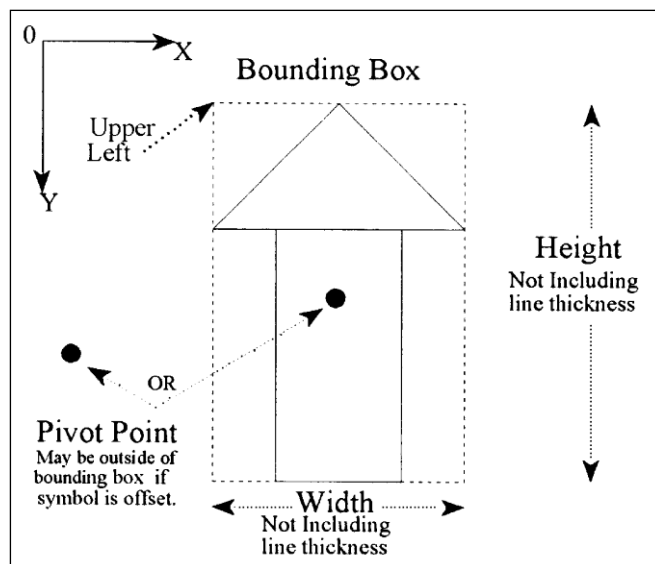 0
X
Bounding Box
Upper
Left
Y
Height
Not Including
line thickness
OR
Pivot Point
May be outside of
bounding box if
symbol is offset.
Width
Not Including
line thickness